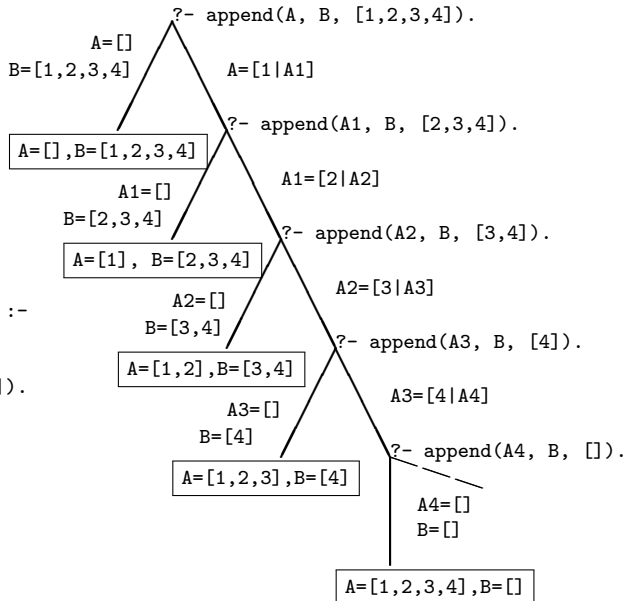 ?- append(A, B, [1,2,3,4]).
A=[]
B=[1,2,3,4]
A=[1|A1]
?- append(A1, B, [2,3,4]).
A=[],B=[1,2,3,4]
A1=[]
B=[2,3,4]
A1=[2|A2]
?- append(A2, B, [3,4]).
A=[1], B=[2,3,4]
A2=[]
B=[3,4]
A2=[3|A3]
:-
?- append(A3, B, [4]).
A=[1,2],B=[3,4]
]).
A3=[]
B=[4]
A3=[4|A4]
?- append(A4, B, []).
A=[1,2,3],B=[4]
A4=[]
B=[]
A=[1,2,3,4],B=[]